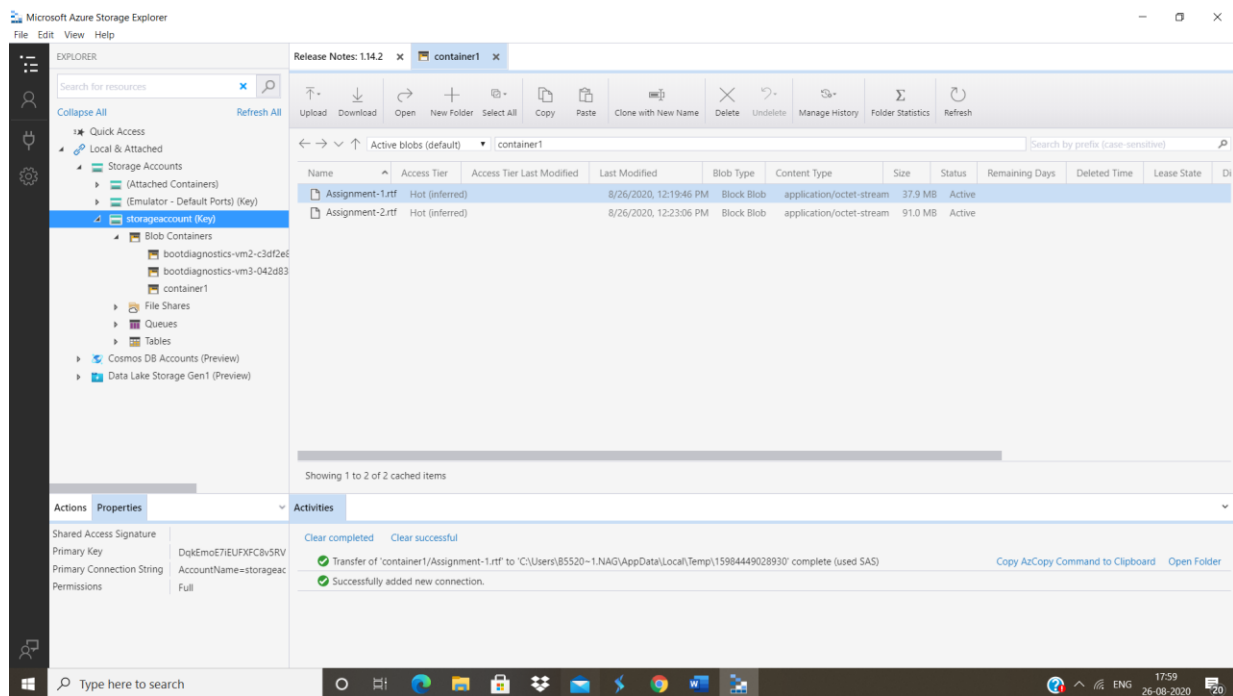 Microsoft Azure Storage Explorer
File Edit View Help
EXPLORER
Search for resources
Collapse All Refresh All
Quick Access
Local & Attached
Storage Accounts
(Attached Containers)
(Emulator - Default Ports) (Key)
storageaccount (Key)
Blob Containers
bootdiagnostics-vm2-c3df2e8
bootdiagnostics-vm3-042d83
container1
File Shares
Queues
Tables
Cosmos DB Accounts (Preview)
Data Lake Storage Gen1 (Preview)
Release Notes: 1.14.2 container1
Upload Download Open New Folder Select All Copy Paste Clone with New Name Delete Undelete Manage History Folder Statistics Refresh
Active blobs (default) container1 Search by prefix (case-sensitive)
Name Access Tier Access Tier Last Modified Last Modified Blob Type Content Type Size Status Remaining Days Deleted Time Lease State Di
Assignment-1.rtf Hot (inferred) 8/26/2020, 12:19:46 PM Block Blob application/octet-stream 37.9 MB Active
Assignment-2.rtf Hot (inferred) 8/26/2020, 12:23:06 PM Block Blob application/octet-stream 91.0 MB Active
Showing 1 to 2 of 2 cached items
Actions Properties
Shared Access Signature
Primary Key DqkEmoE7iEUFXFC8v5RV
Primary Connection String AccountName=storageac
Permissions Full
Activities
Clear completed Clear successful
Transfer of 'container1/Assignment-1.rtf' to 'C:\Users\B5520~1.NAG\AppData\Local\Temp\15984449028930' complete (used SAS) Copy AzCopy Command to Clipboard Open Folder
Successfully added new connection.
Type here to search
ENG
17:59
26-08-2020
20